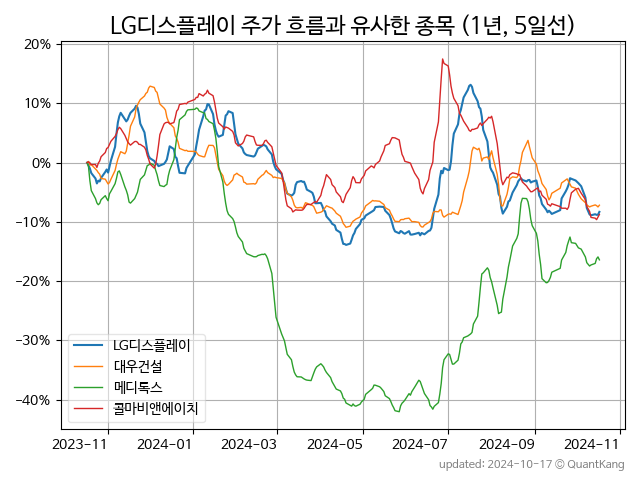 LG디스플레이 주가 흐름과 유사한 종목 (1년, 5일선)
20%
10%
0%
−10%
−20%
−30%
−40%
LG디스플레이
대우건설
메디톡스
콜마비앤에이치
2023-11 2024-01 2024-03 2024-05 2024-07 2024-09 2024-11
updated: 2024-10-17 © QuantKang